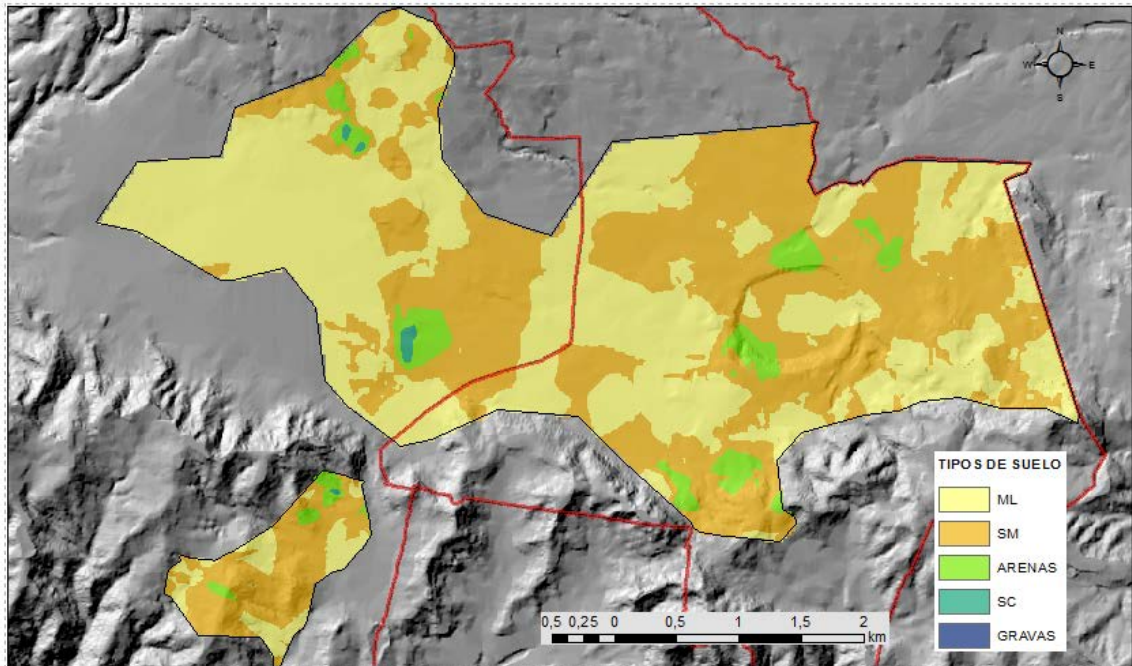 N
W E
S
TIPOS DE SUELO
ML
SM
ARENAS
SC
GRAVAS
0,5 0,25 0 0,5 1 1,5 2
km